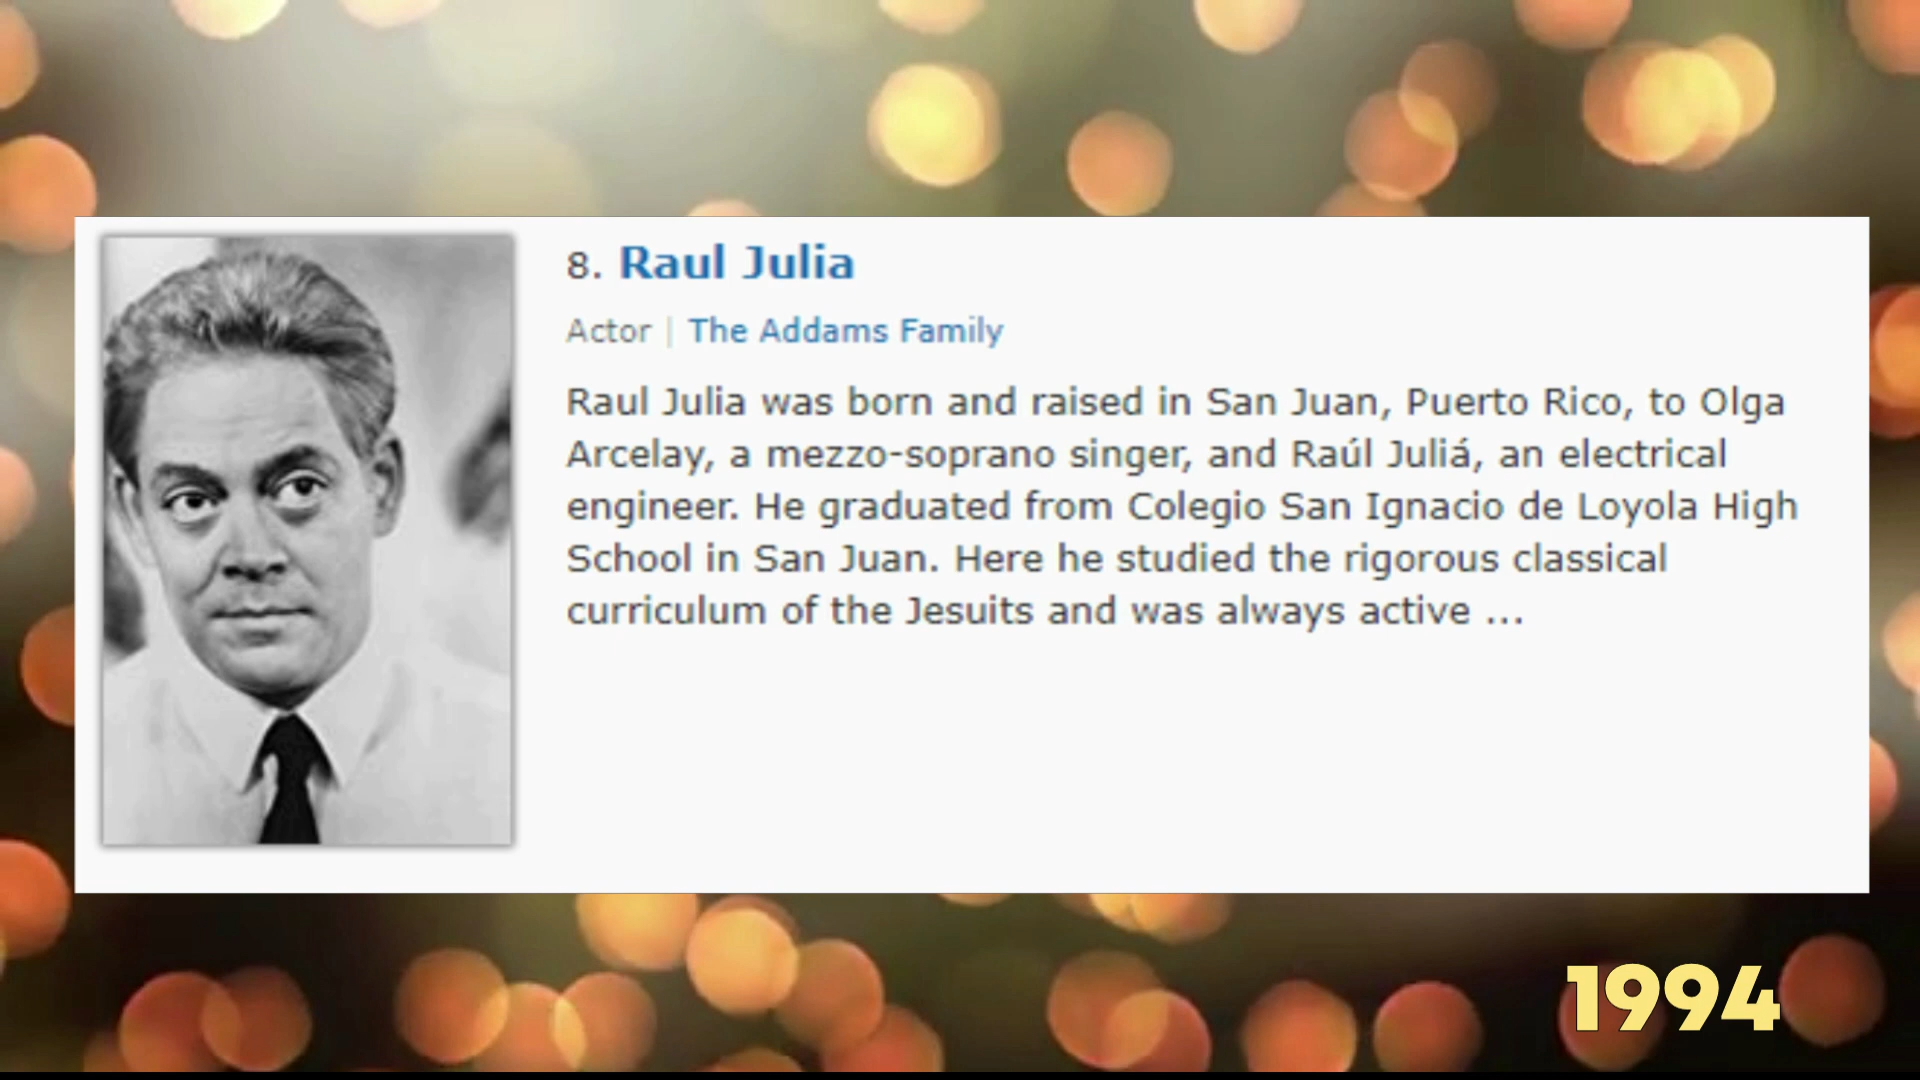 8. Raul Julia
Actor | The Addams Family
Raul Julia was born and raised in San Juan, Puerto Rico, to Olga
Arcelay, a mezzo-soprano singer, and Raúl Juliá, an electrical
engineer. He graduated from Colegio San Ignacio de Loyola High
School in San Juan. Here he studied the rigorous classical
curriculum of the Jesuits and was always active ...
1994